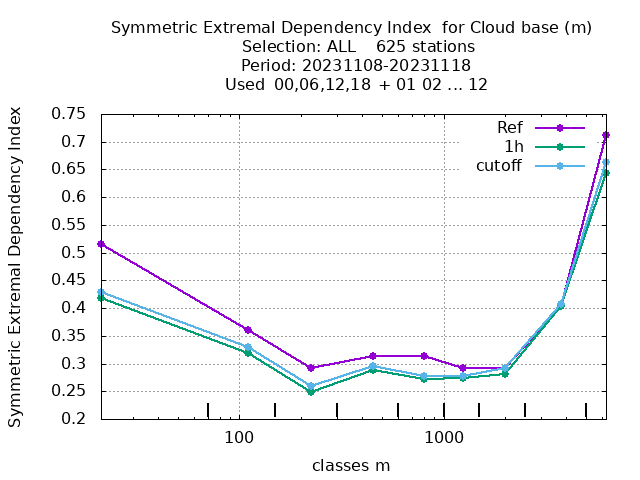 Symmetric Extremal Dependency Index  for Cloud base (m)
Selection: ALL    625 stations
Period: 20231108-20231118
Used  00,06,12,18 + 01 02 ... 12
Symmetric Extremal Dependency Index
0.75
0.7
0.65
0.6
0.55
0.5
0.45
0.4
0.35
0.3
0.25
0.2
Ref
1h
cutoff
100
1000
classes m